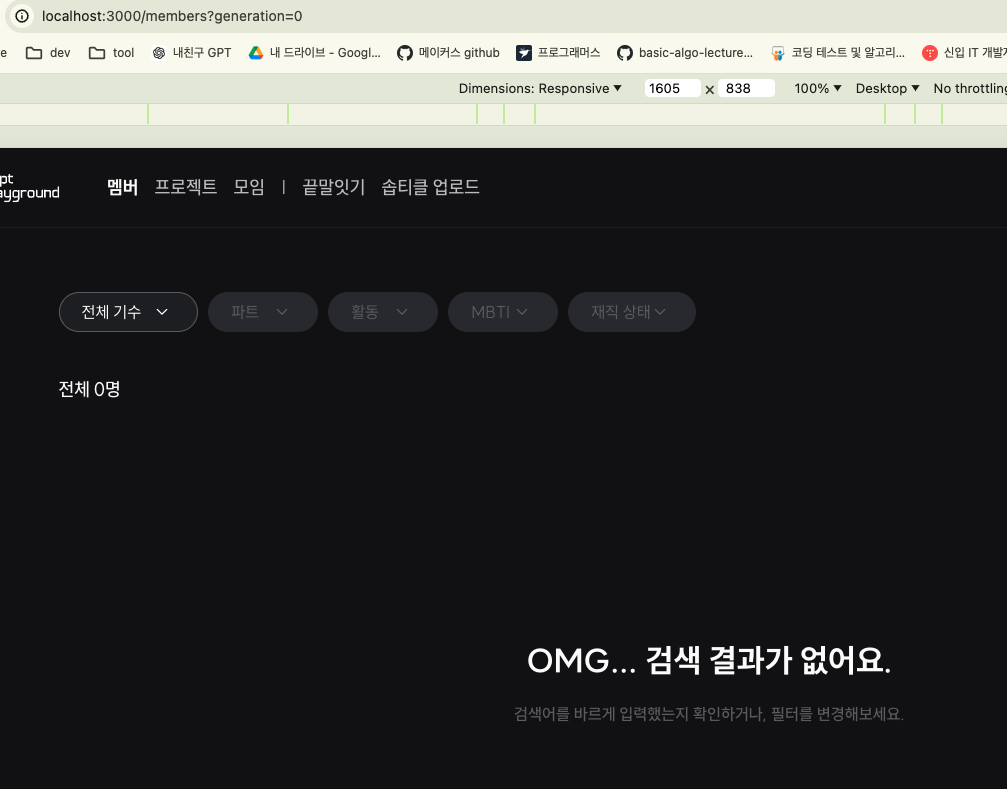 localhost:3000/members?generation=0
e dev tool 내친구 GPT 내 드라이브 - Googl... 메이커스 github 프로그래머스 basic-algo-lecture... 코딩 테스트 및 알고리... 신입 IT 개발자
Dimensions: Responsive ▼ 1605 × 838 100% ▼ Desktop ▼ No throttling
pt
ayground
멤버 프로젝트 모임 | 끝말잇기 솝티클 업로드
전체 기수 파트 활동 MBTI 재직 상태
전체 0명
OMG... 검색 결과가 없어요.
검색어를 바르게 입력했는지 확인하거나, 필터를 변경해보세요.